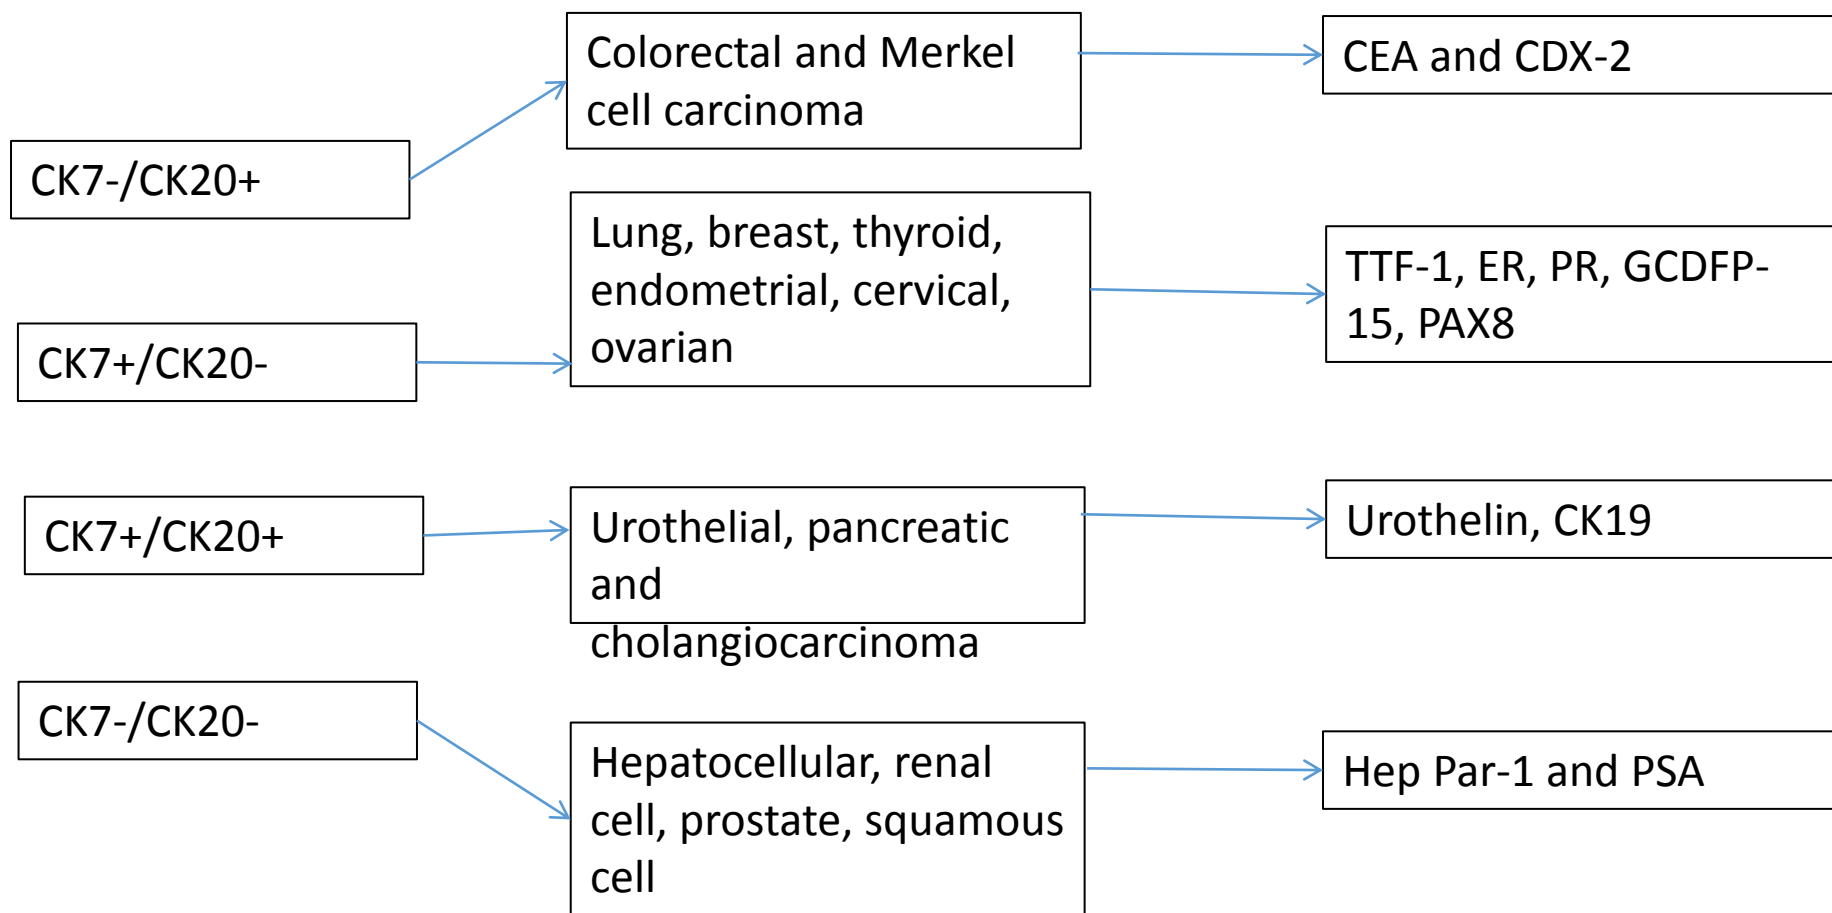 CK7-/CK20+
Colorectal and Merkel
cell carcinoma
CEA and CDX-2
CK7+/CK20-
Lung, breast, thyroid,
endometrial, cervical,
ovarian
TTF-1, ER, PR, GCDFP-
15, PAX8
CK7+/CK20+
Urothelial, pancreatic
and
cholangiocarcinoma
Urothelin, CK19
CK7-/CK20-
Hepatocellular, renal
cell, prostate, squamous
cell
Hep Par-1 and PSA